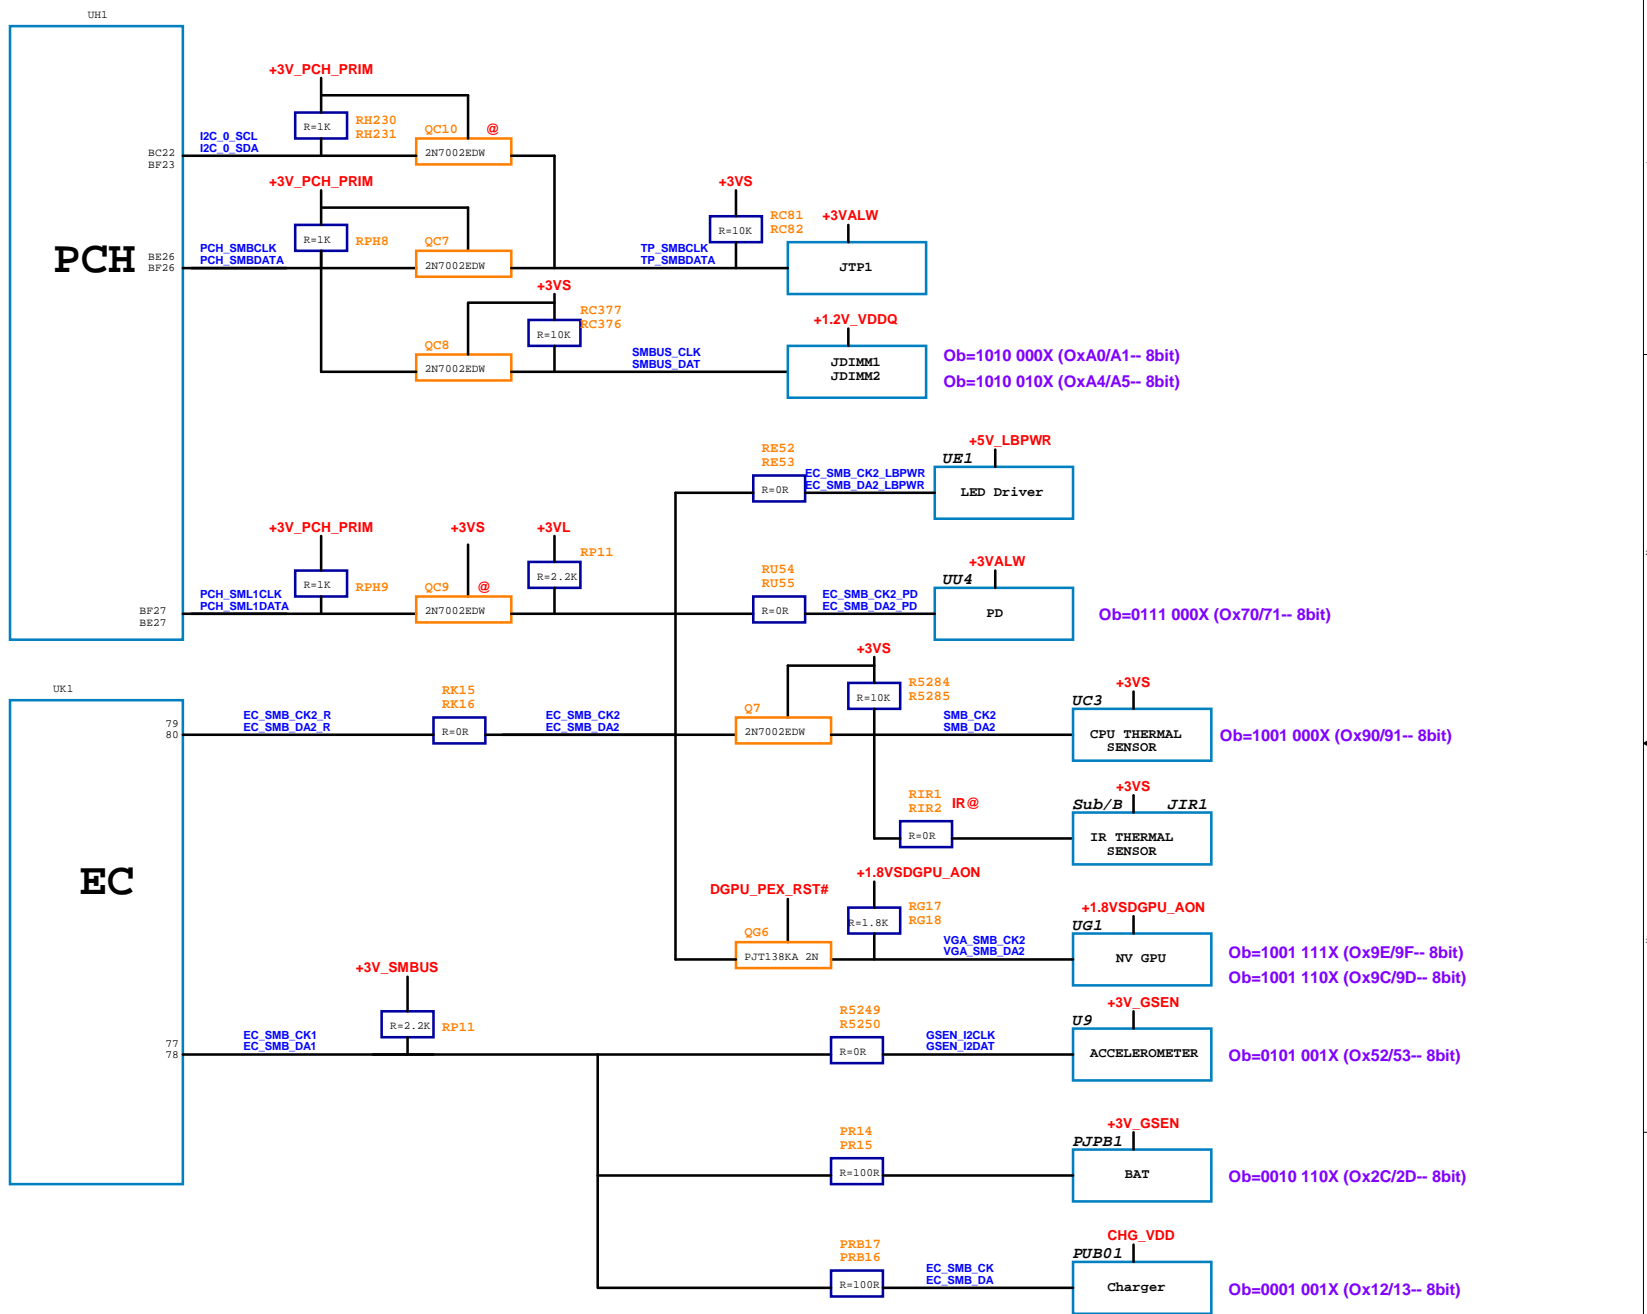 UH1
PCH
+3V_PCH_PRIM
R=1K
RH230
RH231
QC10
@
2N7002EDW
I2C_0_SCL
I2C_0_SDA
BC22
BF23
+3V_PCH_PRIM
R=1K
RPH8
QC7
2N7002EDW
PCH_SMBCLK
PCH_SMBDATA
BE26
BF26
TP_SMBCLK
TP_SMBDATA
+3VS
R=10K
RC81
RC82
+3VALW
JTP1
+3VS
R=10K
RC377
RC376
QC8
2N7002EDW
SMBUS_CLK
SMBUS_DAT
+1.2V_VDDQ
JDIMM1
JDIMM2
Ob=1010 000X (OxA0/A1-- 8bit)
Ob=1010 010X (OxA4/A5-- 8bit)
RE52
RE53
R=0R
EC_SMB_CK2_LBPWR
EC_SMB_DA2_LBPWR
+5V_LBPWR
UE1
LED Driver
+3V_PCH_PRIM
R=1K
RPH9
+3VS
QC9
@
2N7002EDW
+3VL
R=2.2K
RP11
PCH_SML1CLK
PCH_SML1DATA
BF27
BE27
RU54
RU55
R=0R
EC_SMB_CK2_PD
EC_SMB_DA2_PD
+3VALW
UU4
PD
Ob=0111 000X (Ox70/71-- 8bit)
UK1
EC
79
80
EC_SMB_CK2_R
EC_SMB_DA2_R
RK15
RK16
R=0R
EC_SMB_CK2
EC_SMB_DA2
Q7
2N7002EDW
+3VS
R=10K
R5284
R5285
SMB_CK2
SMB_DA2
+3VS
UC3
CPU THERMAL
SENSOR
Ob=1001 000X (Ox90/91-- 8bit)
RIR1
RIR2
IR@
R=0R
+3VS
Sub/B
JIR1
IR THERMAL
SENSOR
DGPU_PEX_RST#
QG6
PJT138KA 2N
+1.8VSDGPU_AON
R=1.8K
RG17
RG18
VGA_SMB_CK2
VGA_SMB_DA2
+1.8VSDGPU_AON
UG1
NV GPU
Ob=1001 111X (Ox9E/9F-- 8bit)
Ob=1001 110X (Ox9C/9D-- 8bit)
+3V_SMBUS
R=2.2K
RP11
77
78
EC_SMB_CK1
EC_SMB_DA1
R5249
R5250
R=0R
GSEN_I2CLK
GSEN_I2DAT
+3V_GSEN
U9
ACCELEROMETER
Ob=0101 001X (Ox52/53-- 8bit)
PR14
PR15
R=100R
+3V_GSEN
PJPB1
BAT
Ob=0010 110X (Ox2C/2D-- 8bit)
PRB17
PRB16
R=100R
EC_SMB_CK
EC_SMB_DA
CHG_VDD
PUB01
Charger
Ob=0001 001X (Ox12/13-- 8bit)